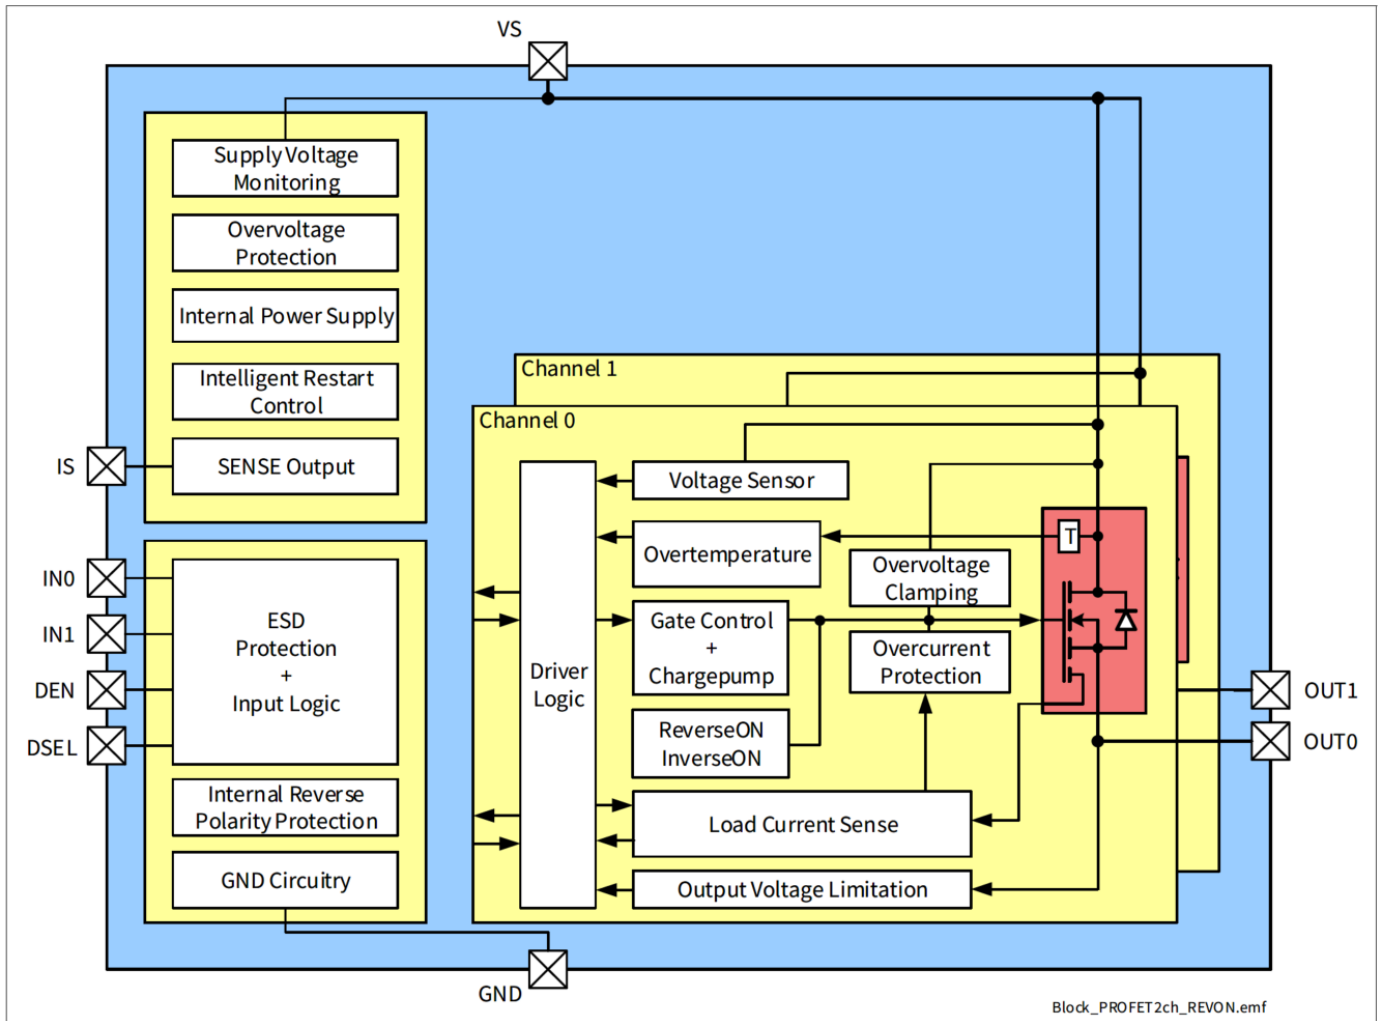 VS
Supply Voltage
Monitoring
Overvoltage
Protection
Internal Power Supply
Intelligent Restart
Control
SENSE Output
IS
IN0
IN1
DEN
DSEL
ESD
Protection
+
Input Logic
Internal Reverse
Polarity Protection
GND Circuitry
GND
Channel 1
Channel 0
Driver
Logic
Voltage Sensor
Overtemperature
Gate Control
+
Chargepump
ReverseON
InverseON
Load Current Sense
Output Voltage Limitation
Overvoltage
Clamping
Overcurrent
Protection
T
OUT1
OUT0
Block_PROFET2ch_REVON.emf